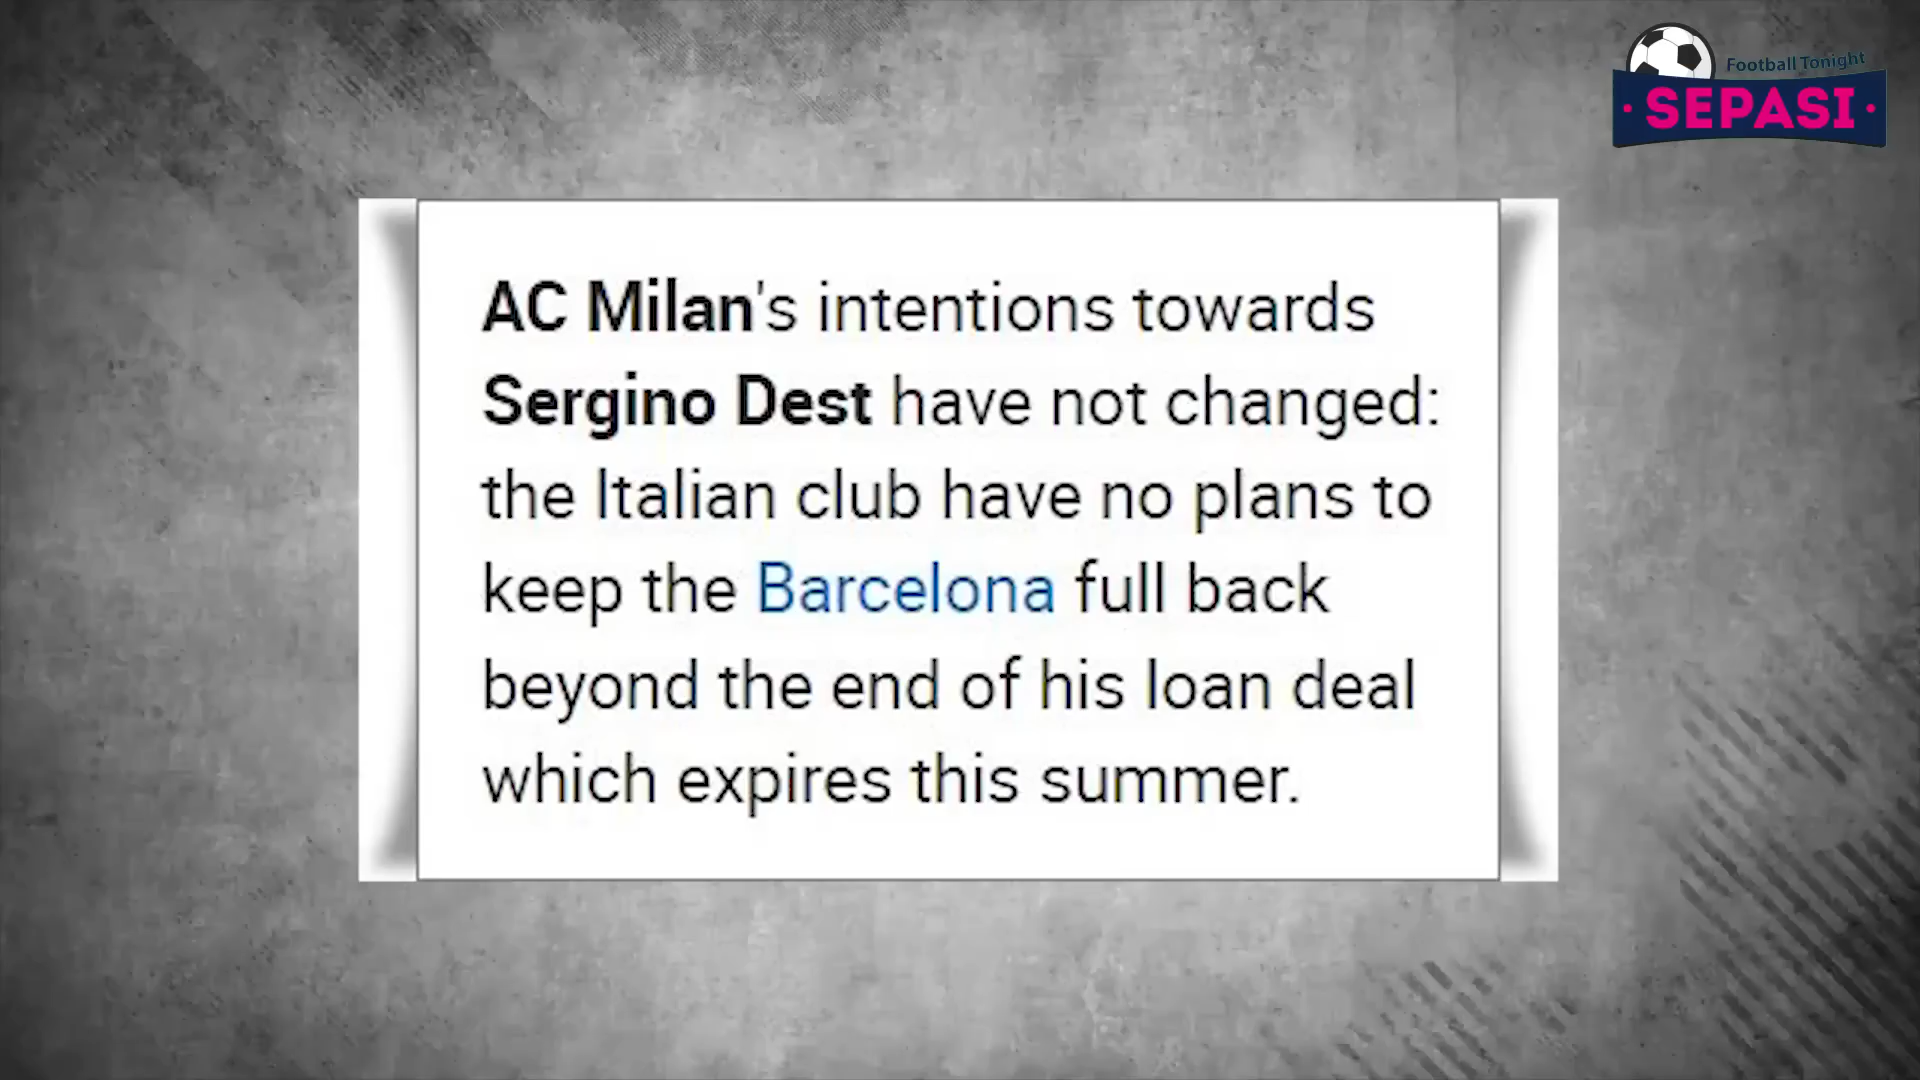 Football Tonight
SEPASI
AC Milan's intentions towards
Sergino Dest have not changed:
the Italian club have no plans to
keep the Barcelona full back
beyond the end of his loan deal
which expires this summer.